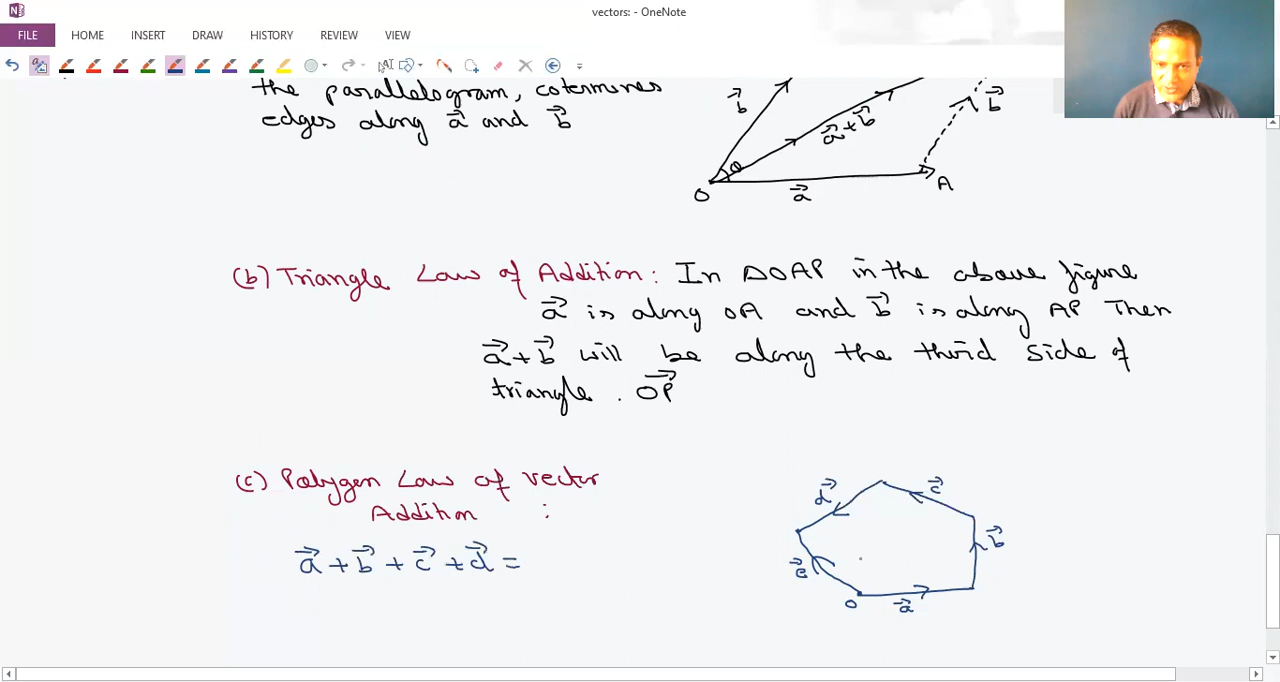 vectors: - OneNote
FILE HOME INSERT DRAW HISTORY REVIEW VIEW
the parallelogram, cotermines
edges along a⃗ and b⃗
b⃗
a⃗+b⃗
b⃗
θ
O
a⃗
A
(b) Triangle Law of Addition : In ΔOAP in the above figure
a⃗ is along OA and b⃗ is along AP Then
a⃗+b⃗ will be along the third side of
triangle . OP⃗
(c) Polygen Law of vector
Addition :
a⃗ + b⃗ + c⃗ + d⃗ =
d⃗
c⃗
b⃗
e⃗
O
a⃗